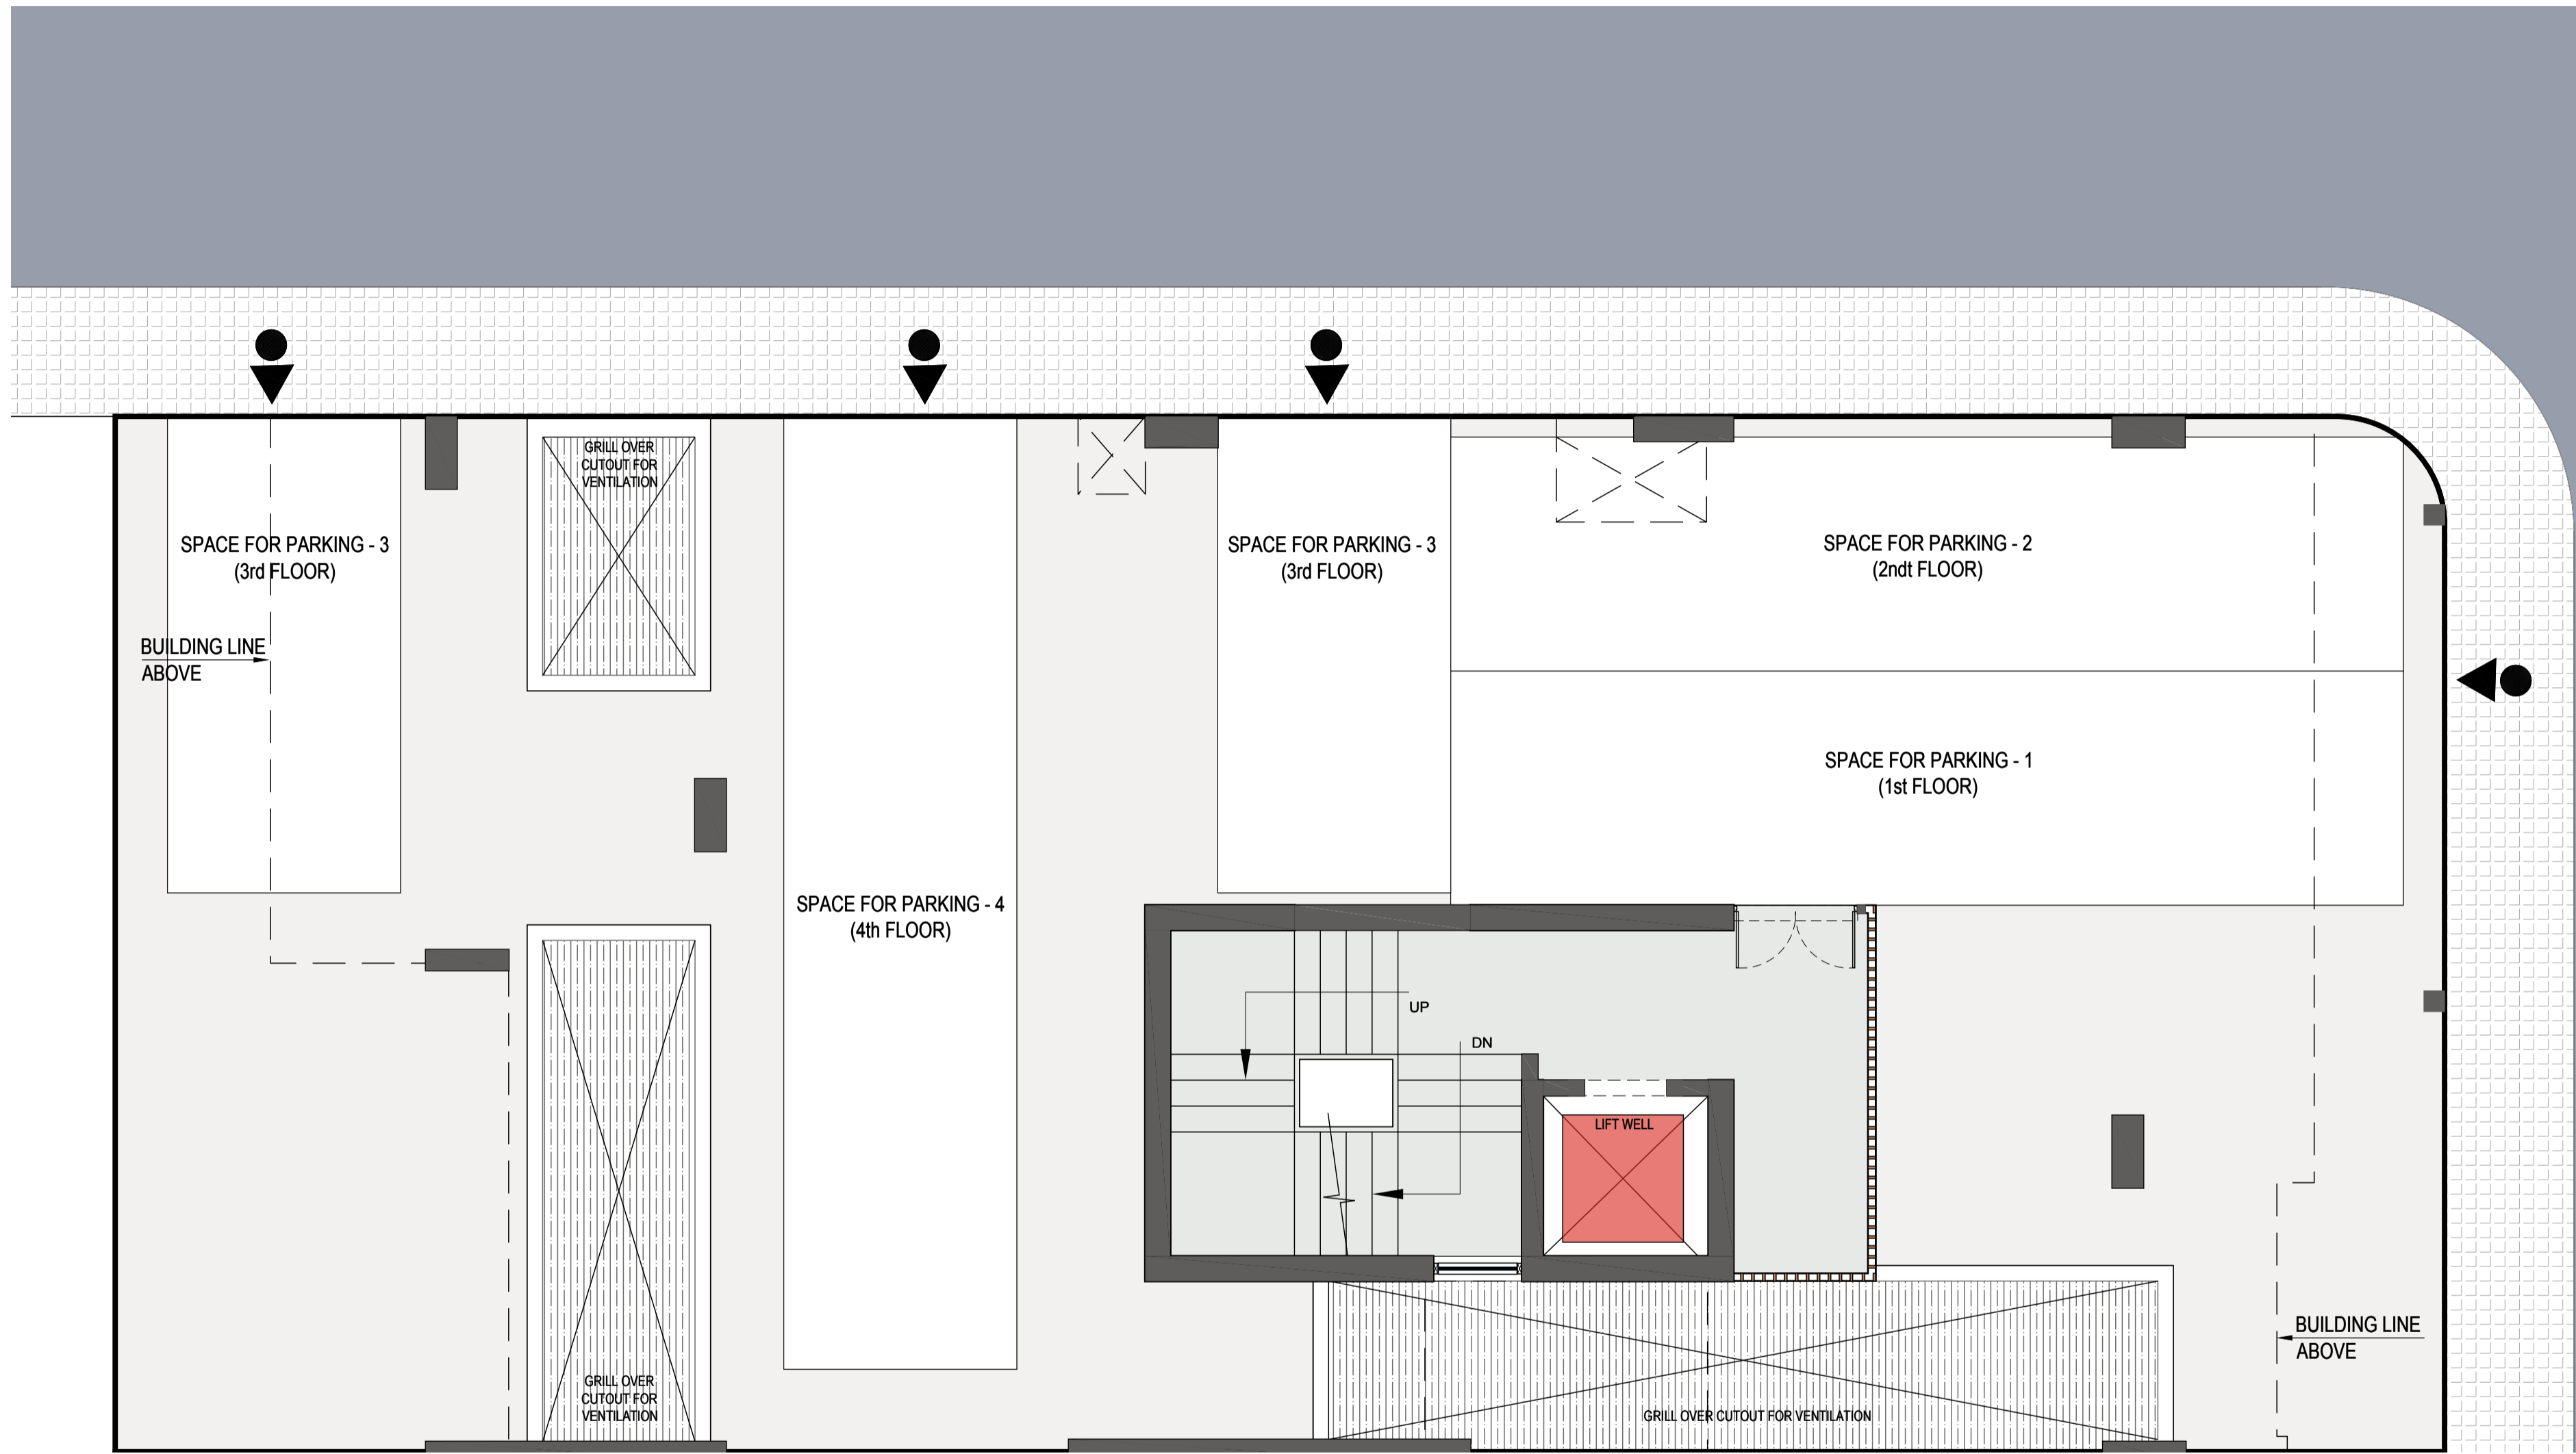 GRILL OVER
CUTOUT FOR
VENTILATION
SPACE FOR PARKING - 3
(3rd FLOOR)
SPACE FOR PARKING - 3
(3rd FLOOR)
SPACE FOR PARKING - 2
(2ndt FLOOR)
BUILDING LINE
ABOVE
SPACE FOR PARKING - 1
(1st FLOOR)
SPACE FOR PARKING - 4
(4th FLOOR)
UP
DN
LIFT WELL
BUILDING LINE
ABOVE
GRILL OVER
CUTOUT FOR
VENTILATION
GRILL OVER CUTOUT FOR VENTILATION